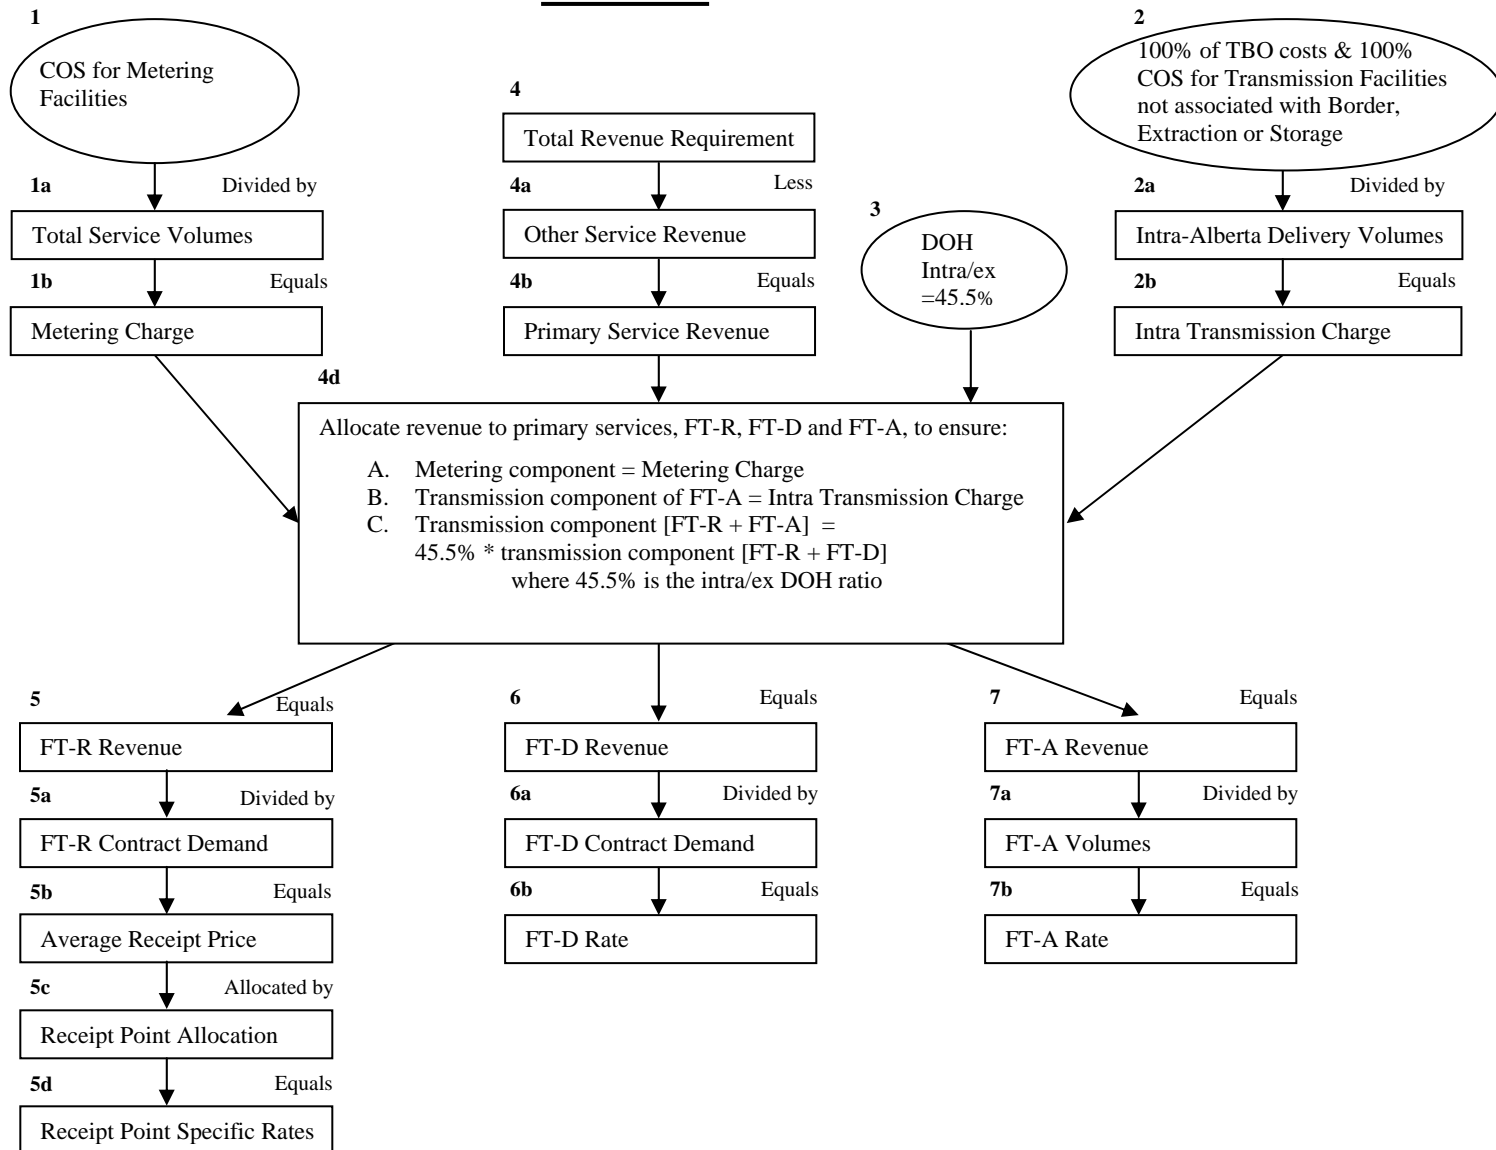 1
COS for Metering
Facilities
1a
Divided by
Total Service Volumes
1b
Equals
Metering Charge
4
Total Revenue Requirement
4a
Less
Other Service Revenue
4b
Equals
Primary Service Revenue
3
DOH
Intra/ex
=45.5%
2
100% of TBO costs & 100%
COS for Transmission Facilities
not associated with Border,
Extraction or Storage
2a
Divided by
Intra-Alberta Delivery Volumes
2b
Equals
Intra Transmission Charge
4d
Allocate revenue to primary services, FT-R, FT-D and FT-A, to ensure:
A. Metering component = Metering Charge
B. Transmission component of FT-A = Intra Transmission Charge
C. Transmission component [FT-R + FT-A] =
45.5% * transmission component [FT-R + FT-D]
where 45.5% is the intra/ex DOH ratio
5
Equals
FT-R Revenue
5a
Divided by
FT-R Contract Demand
5b
Equals
Average Receipt Price
5c
Allocated by
Receipt Point Allocation
5d
Equals
Receipt Point Specific Rates
6
Equals
FT-D Revenue
6a
Divided by
FT-D Contract Demand
6b
Equals
FT-D Rate
7
Equals
FT-A Revenue
7a
Divided by
FT-A Volumes
7b
Equals
FT-A Rate